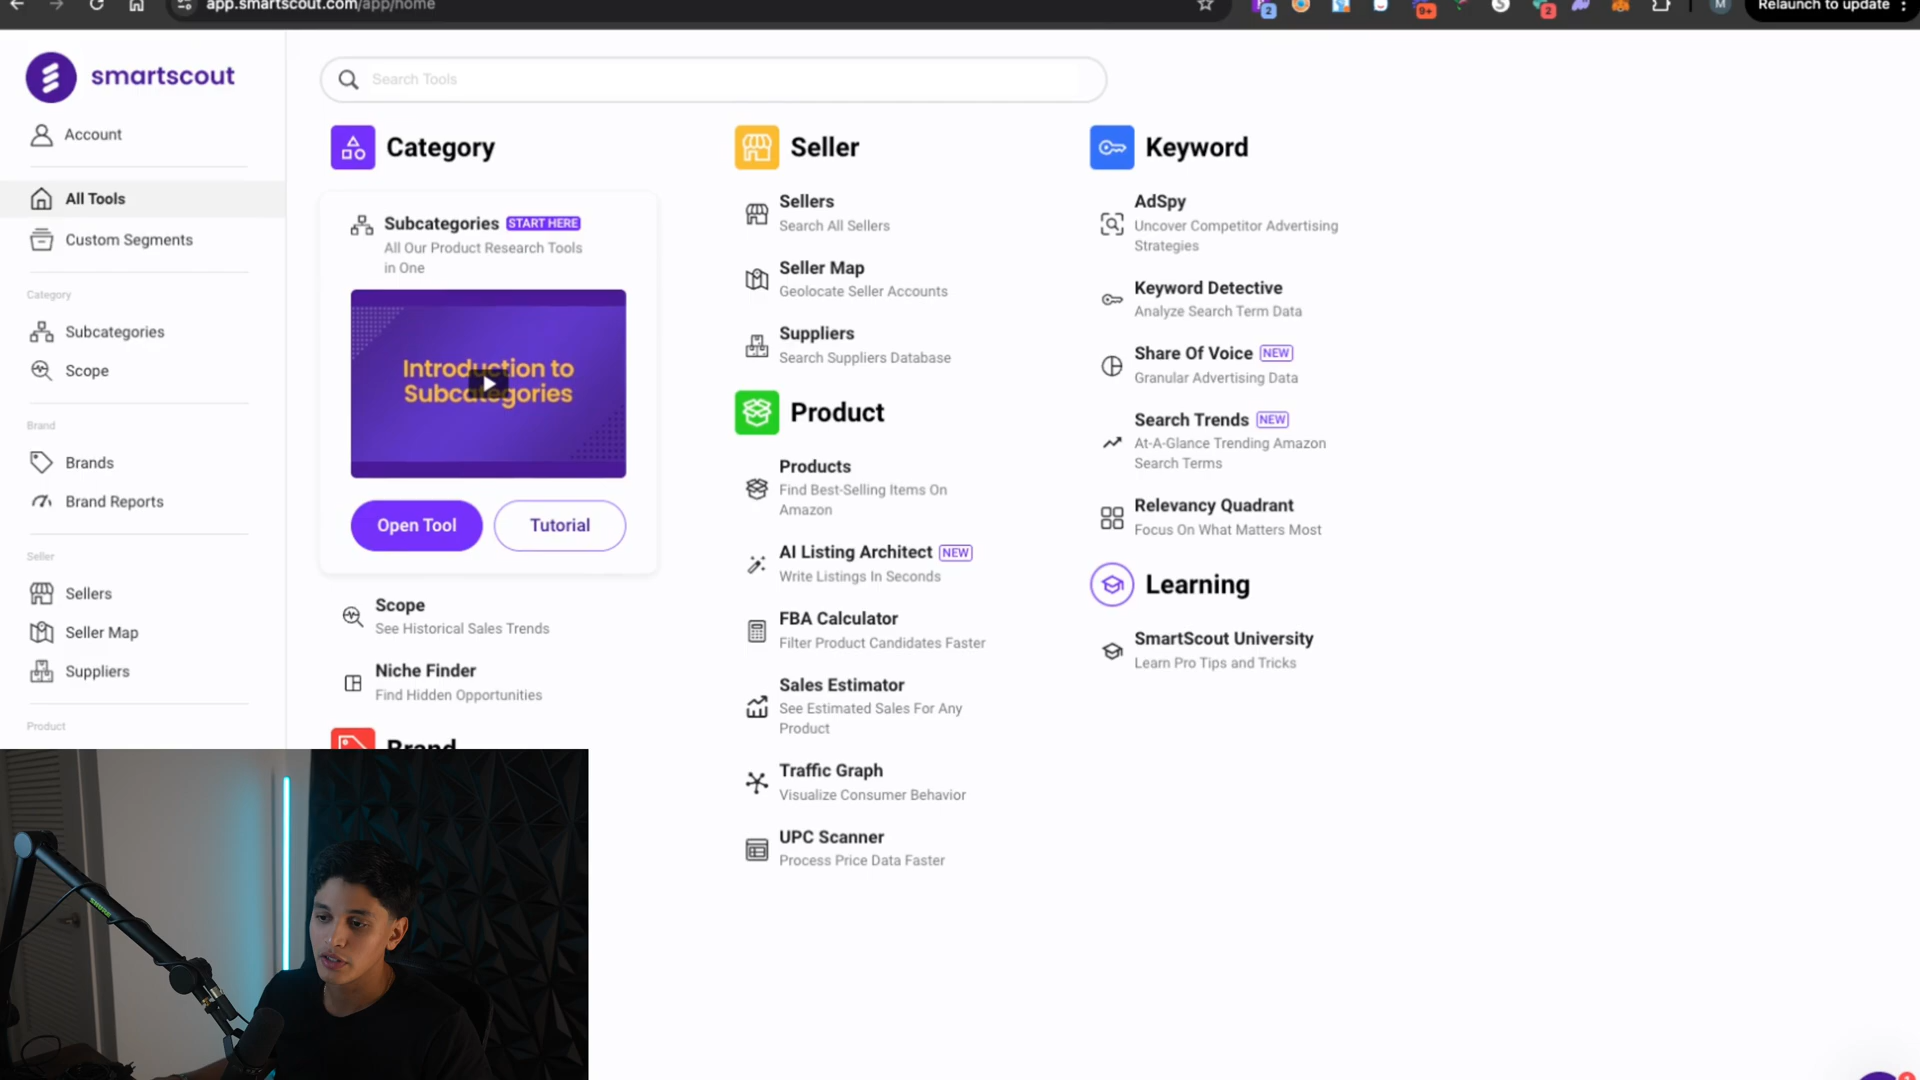 app.smartscout.com/app/home
2
9+
2
M
Relaunch to update
smartscout
Account
All Tools
Custom Segments
Category
Subcategories
Scope
Brand
Brands
Brand Reports
Seller
Sellers
Seller Map
Suppliers
Product
Search Tools
Category
Subcategories START HERE
All Our Product Research Tools
in One
Introduction to
Subcategories
Open Tool
Tutorial
Scope
See Historical Sales Trends
Niche Finder
Find Hidden Opportunities
Brand
Seller
Sellers
Search All Sellers
Seller Map
Geolocate Seller Accounts
Suppliers
Search Suppliers Database
Product
Products
Find Best-Selling Items On
Amazon
AI Listing Architect NEW
Write Listings In Seconds
FBA Calculator
Filter Product Candidates Faster
Sales Estimator
See Estimated Sales For Any
Product
Traffic Graph
Visualize Consumer Behavior
UPC Scanner
Process Price Data Faster
Keyword
AdSpy
Uncover Competitor Advertising
Strategies
Keyword Detective
Analyze Search Term Data
Share Of Voice NEW
Granular Advertising Data
Search Trends NEW
At-A-Glance Trending Amazon
Search Terms
Relevancy Quadrant
Focus On What Matters Most
Learning
SmartScout University
Learn Pro Tips and Tricks
SHURE